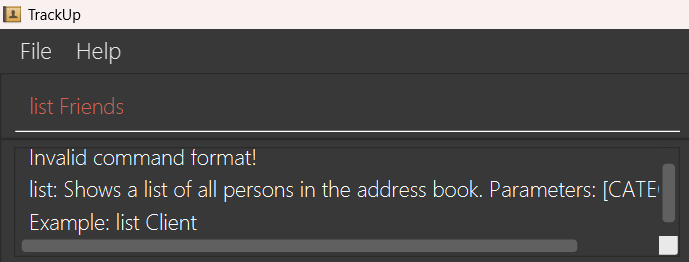 TrackUp
File Help
list Friends
Invalid command format!
list: Shows a list of all persons in the address book. Parameters: [CATE
Example: list Client